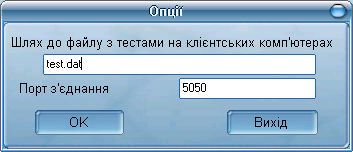 Опції
Шлях до файлу з тестами на клієнтських комп'ютерах
test.dat
Порт з'єднання 5050
OK Вихід